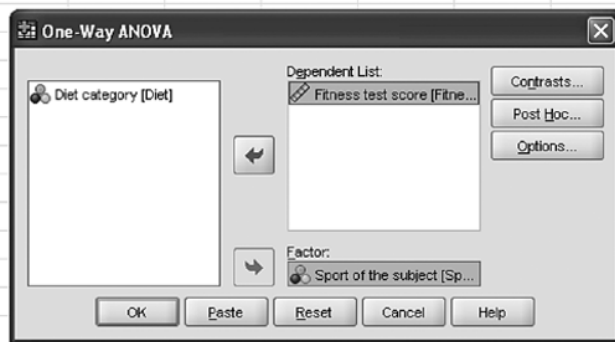 One-Way ANOVA
Diet category [Diet]
Dependent List:
Fitness test score [Fitne...
Contrasts...
Post Hoc...
Options...
Factor:
Sport of the subject [Sp...
OK
Paste
Reset
Cancel
Help